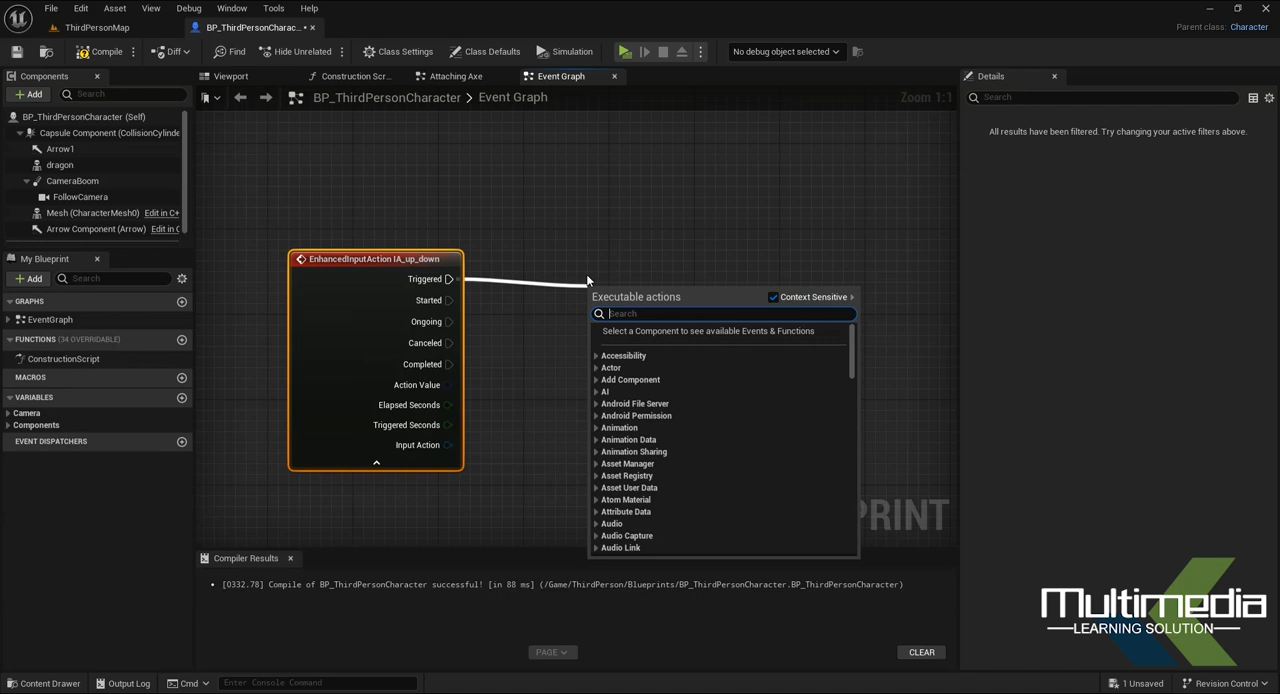 File Edit Asset View Debug Window Tools Help
ThirdPersonMap
BP_ThirdPersonCharac... •
Parent class: Character
Compile
Diff
Find
Hide Unrelated
Class Settings
Class Defaults
Simulation
No debug object selected
Components
Viewport
Construction Scr...
Attaching Axe
Event Graph
Details
Add
Search
BP_ThirdPersonCharacter > Event Graph
Zoom 1:1
Search
BP_ThirdPersonCharacter (Self)
Capsule Component (CollisionCylinde
Arrow1
dragon
CameraBoom
FollowCamera
Mesh (CharacterMesh0) Edit in C+
Arrow Component (Arrow) Edit in C
All results have been filtered. Try changing your active filters above.
My Blueprint
Add
Search
GRAPHS
EventGraph
FUNCTIONS (34 OVERRIDABLE)
ConstructionScript
MACROS
VARIABLES
Camera
Components
EVENT DISPATCHERS
EnhancedInputAction IA_up_down
Triggered
Started
Ongoing
Canceled
Completed
Action Value
Elapsed Seconds
Triggered Seconds
Input Action
Executable actions
Context Sensitive
Search
Select a Component to see available Events & Functions
Accessibility
Actor
Add Component
AI
Android File Server
Android Permission
Animation
Animation Data
Animation Sharing
Asset Manager
Asset Registry
Asset User Data
Atom Material
Attribute Data
Audio
Audio Capture
Audio Link
PRINT
Compiler Results
[0332.78] Compile of BP_ThirdPersonCharacter successful! [in 88 ms] (/Game/ThirdPerson/Blueprints/BP_ThirdPersonCharacter.BP_ThirdPersonCharacter)
PAGE
CLEAR
Multimedia
LEARNING SOLUTION
Content Drawer
Output Log
Cmd
Enter Console Command
1 Unsaved
Revision Control